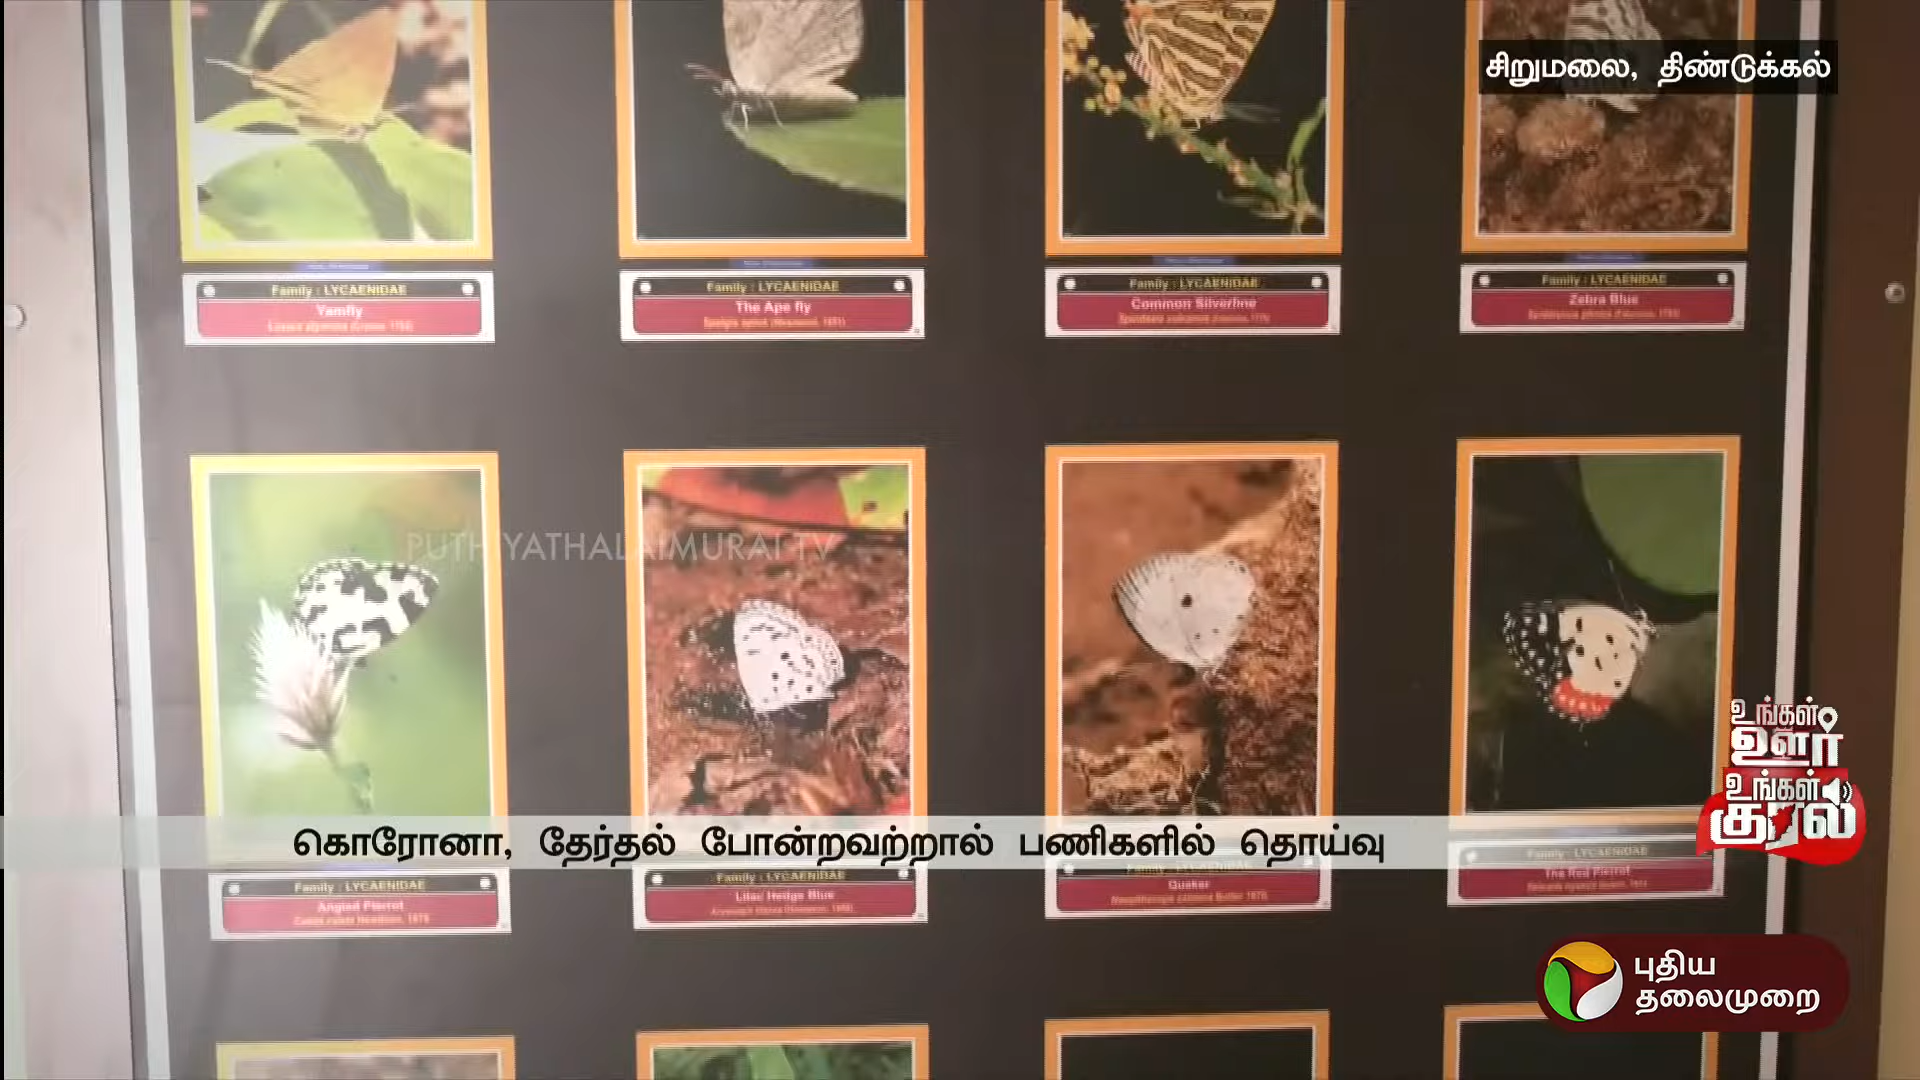 சிறுமலை, திண்டுக்கல்
Family : LYCAENIDAE
Yamfly
Family : LYCAENIDAE
The Ape fly
Family : LYCAENIDAE
Common Silverline
Family : LYCAENIDAE
Zebra Blue
PUTHIYATHALAIMURAI TV
உங்கள்
ஊர்
உங்கள்
குரல்
கொரோனா, தேர்தல் போன்றவற்றால் பணிகளில் தொய்வு
Family : LYCAENIDAE
Angled Pierrot
Family : LYCAENIDAE
Lilac Hedge Blue
Family : LYCAENIDAE
Quaker
Family : LYCAENIDAE
The Red Pierrot
புதிய
தலைமுறை